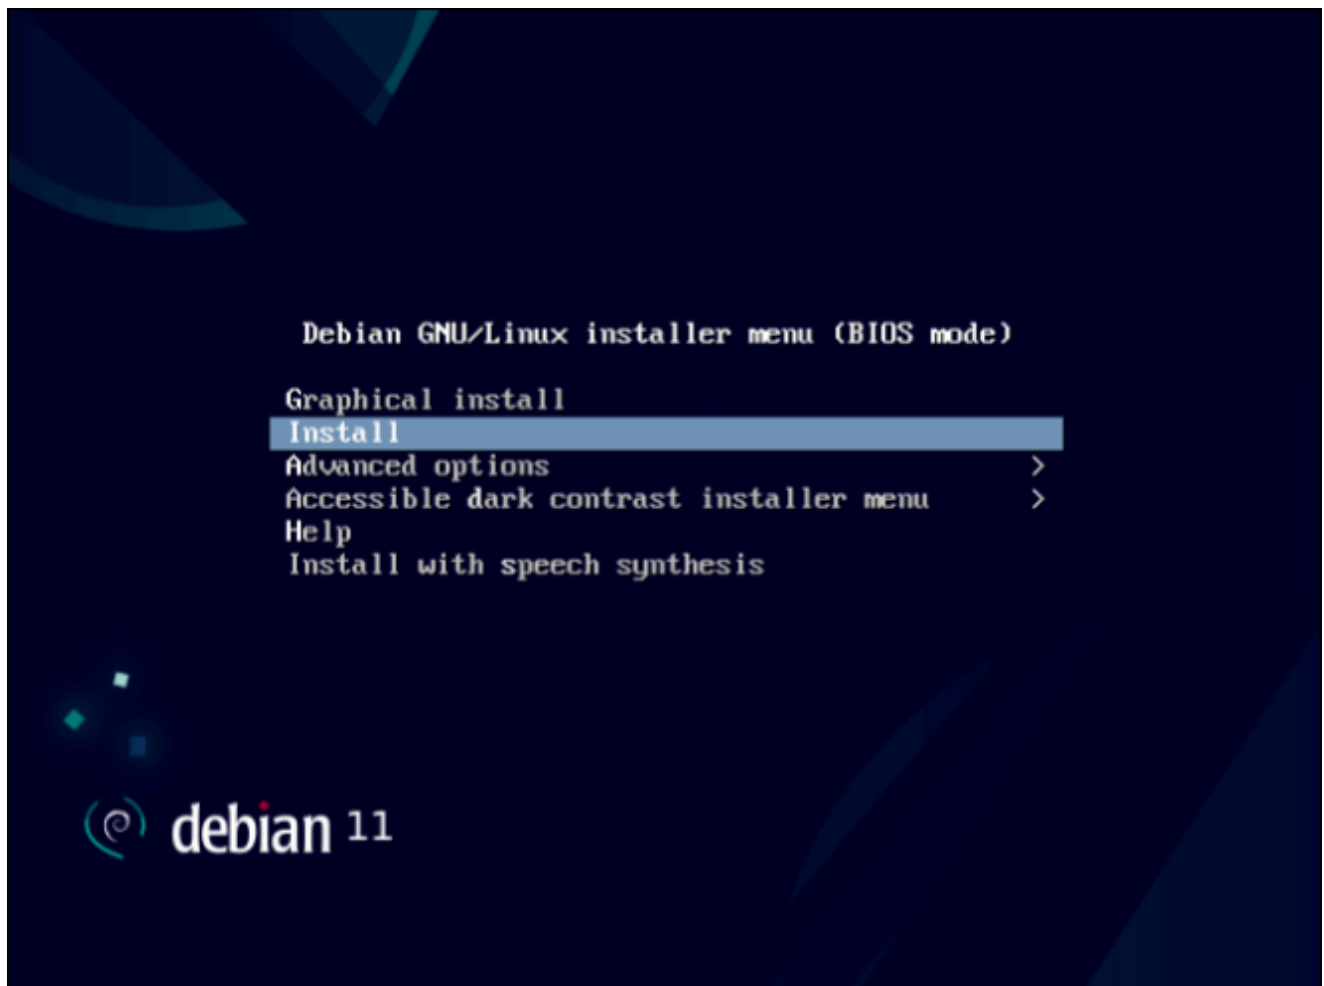 Debian GNU/Linux installer menu (BIOS mode)
Graphical install
Install
Advanced options >
Accessible dark contrast installer menu >
Help
Install with speech synthesis
debian 11